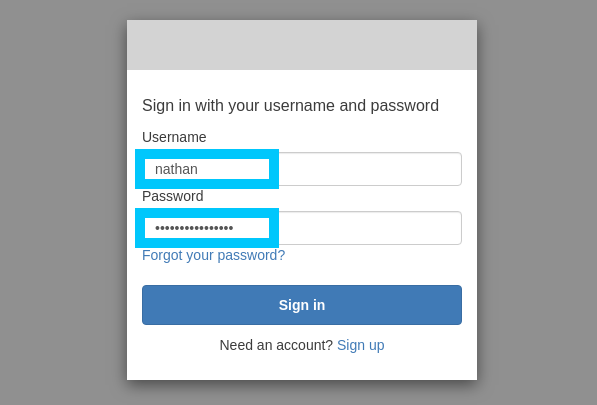 Sign in with your username and password
Username
nathan
Password
••••••••••••••••
Forgot your password?
Sign in
Need an account? Sign up